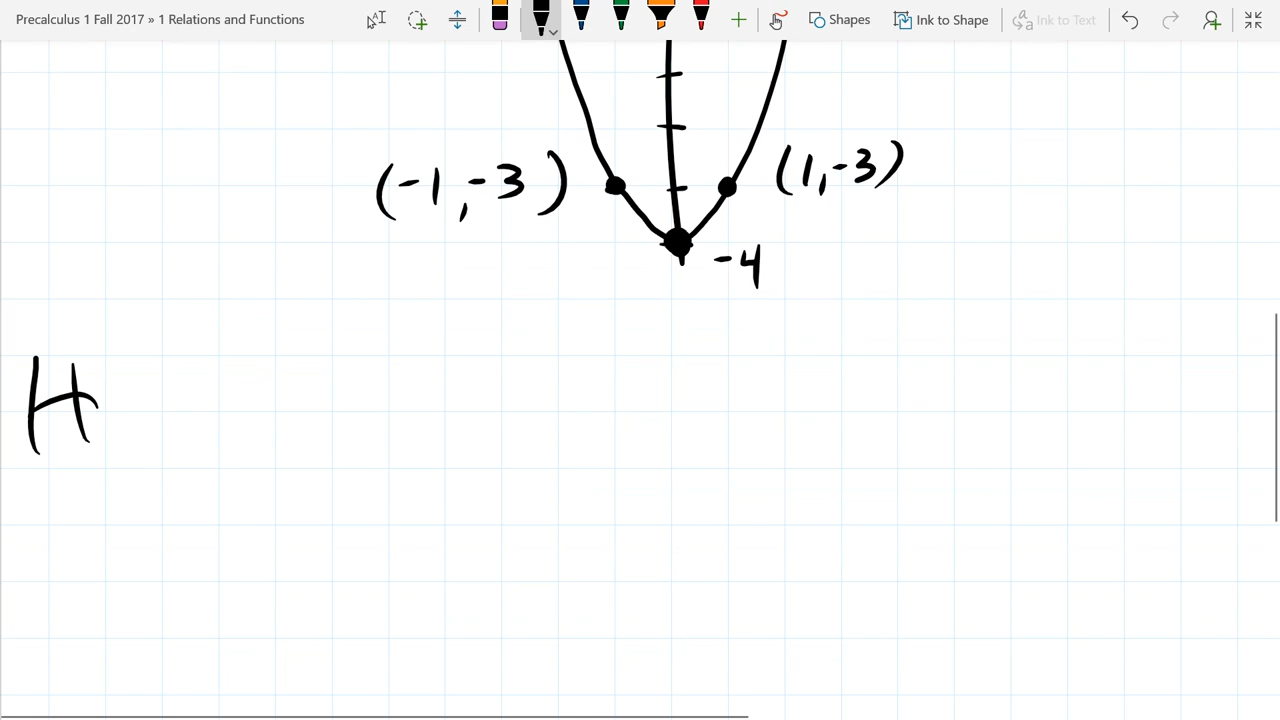 Precalculus 1 Fall 2017 » 1 Relations and Functions Shapes Ink to Shape Ink to Text
(-1,-3) (1,-3)
-4
H